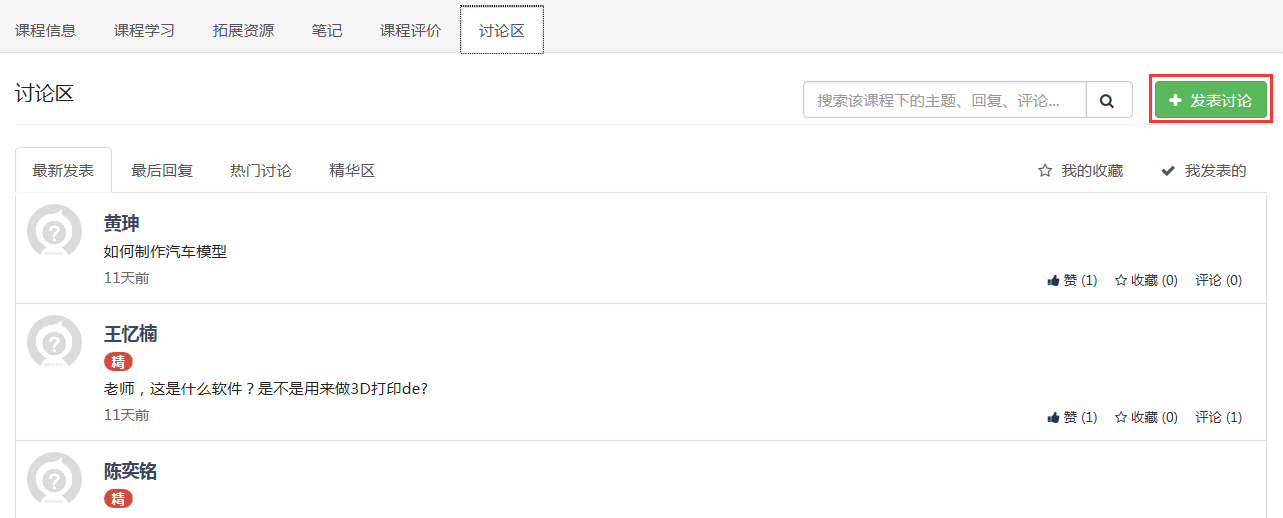 课程信息 课程学习 拓展资源 笔记 课程评价 讨论区
讨论区
搜索该课程下的主题、回复、评论...
发表讨论
最新发表 最后回复 热门讨论 精华区 我的收藏 我发表的
黄珅
如何制作汽车模型
11天前
赞 (1) 收藏 (0) 评论 (0)
王忆楠
精
老师，这是什么软件？是不是用来做3D打印de?
11天前
赞 (1) 收藏 (0) 评论 (1)
陈奕铭
精